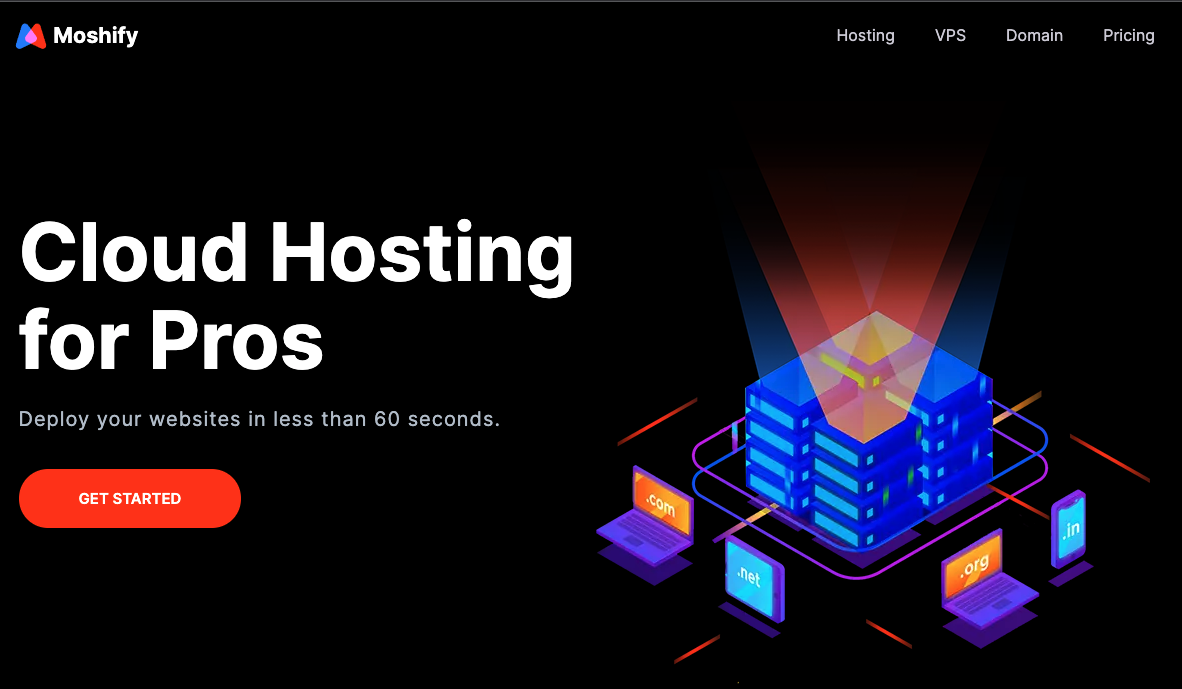 Moshify
Hosting
VPS
Domain
Pricing
Cloud Hosting
for Pros
Deploy your websites in less than 60 seconds.
GET STARTED
.com
.net
.org
.in